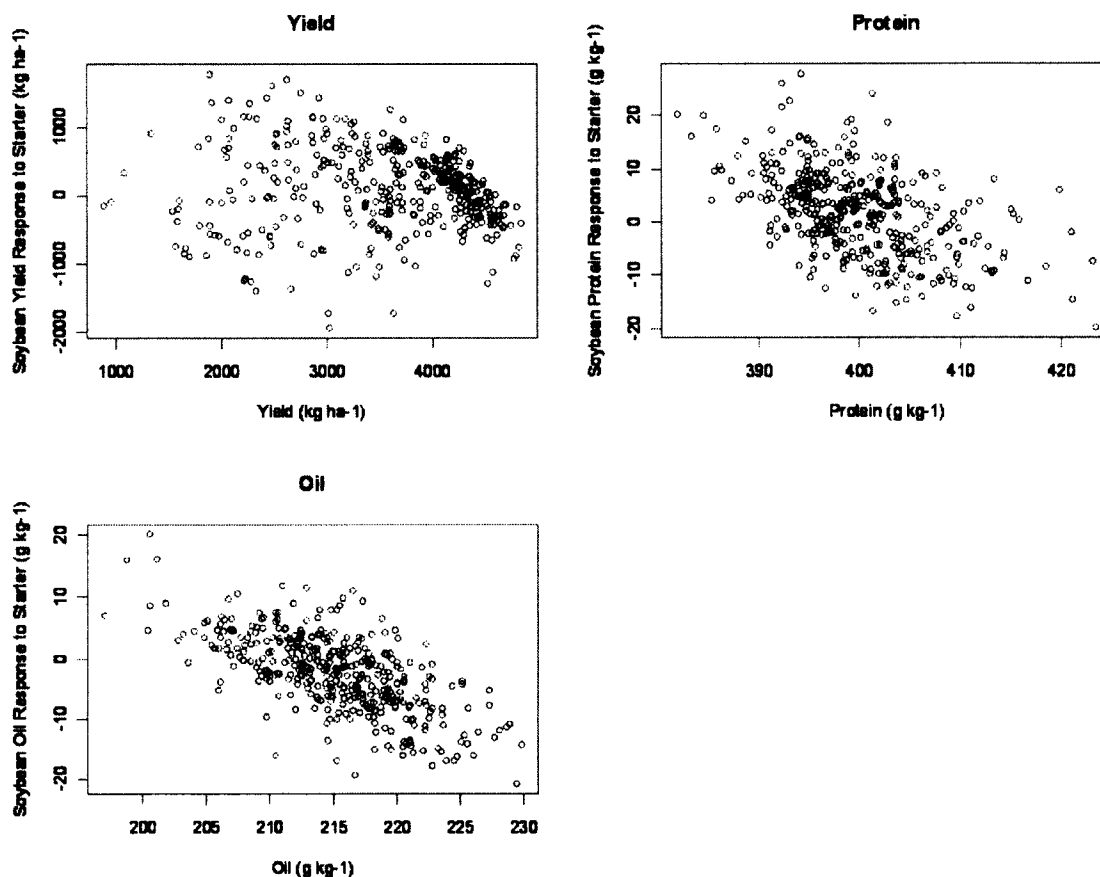 Yield
Soybean Yield Response to Starter (kg ha-1)
1000
0
-1000
-2000
1000 2000 3000 4000
Yield (kg ha-1)
Protein
Soybean Protein Response to Starter (g kg-1)
20
10
0
-10
-20
390 400 410 420
Protein (g kg-1)
Oil
Soybean Oil Response to Starter (g kg-1)
20
10
0
-10
-20
200 205 210 215 220 225 230
Oil (g kg-1)